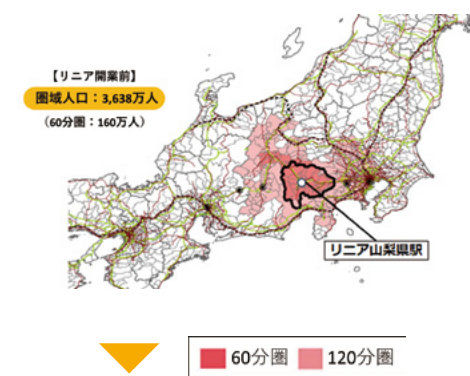 【リニア開業前】
圏域人口：3,638万人
（60分圏：160万人）
リニア山梨県駅
60分圏 120分圏